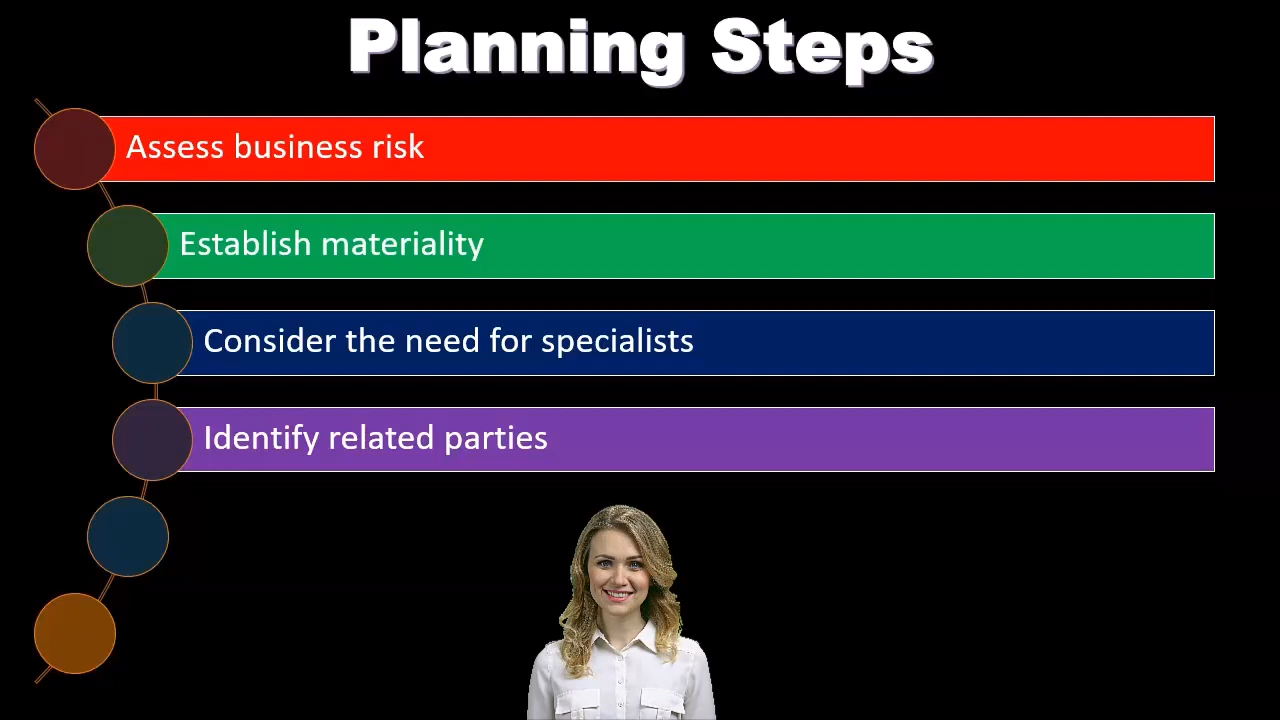 Planning Steps
Assess business risk
Establish materiality
Consider the need for specialists
Identify related parties